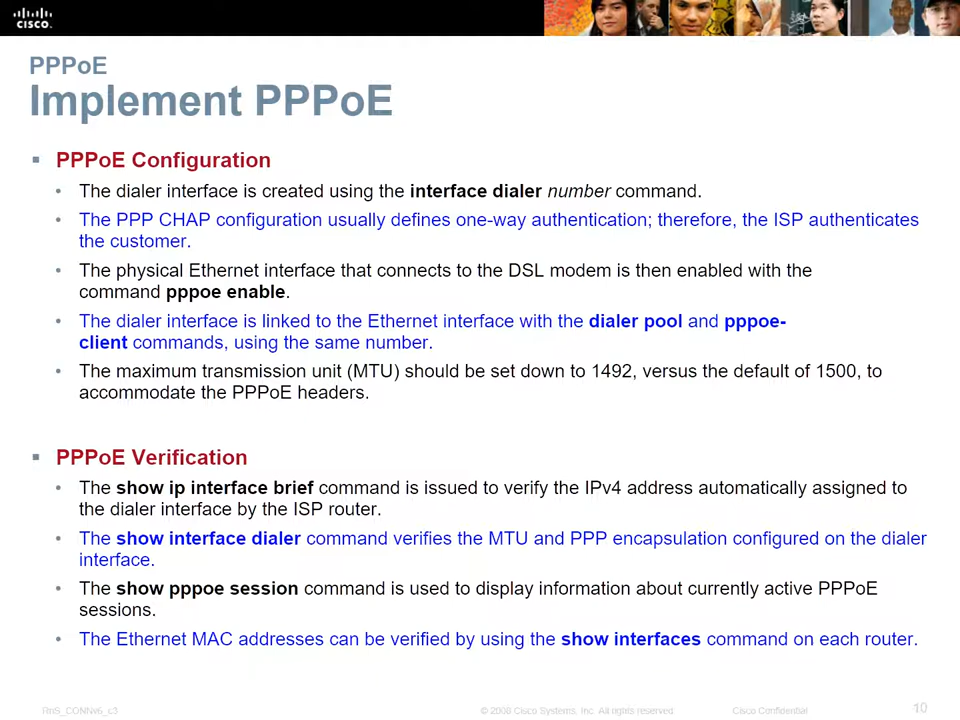 CISCO
PPPoE
Implement PPPoE
▪ PPPoE Configuration
• The dialer interface is created using the interface dialer number command.
• The PPP CHAP configuration usually defines one-way authentication; therefore, the ISP authenticates
the customer.
• The physical Ethernet interface that connects to the DSL modem is then enabled with the
command pppoe enable.
• The dialer interface is linked to the Ethernet interface with the dialer pool and pppoe-
client commands, using the same number.
• The maximum transmission unit (MTU) should be set down to 1492, versus the default of 1500, to
accommodate the PPPoE headers.
▪ PPPoE Verification
• The show ip interface brief command is issued to verify the IPv4 address automatically assigned to
the dialer interface by the ISP router.
• The show interface dialer command verifies the MTU and PPP encapsulation configured on the dialer
interface.
• The show pppoe session command is used to display information about currently active PPPoE
sessions.
• The Ethernet MAC addresses can be verified by using the show interfaces command on each router.
RnS_CONNv6_c3 © 2008 Cisco Systems, Inc. All rights reserved. Cisco Confidential 10